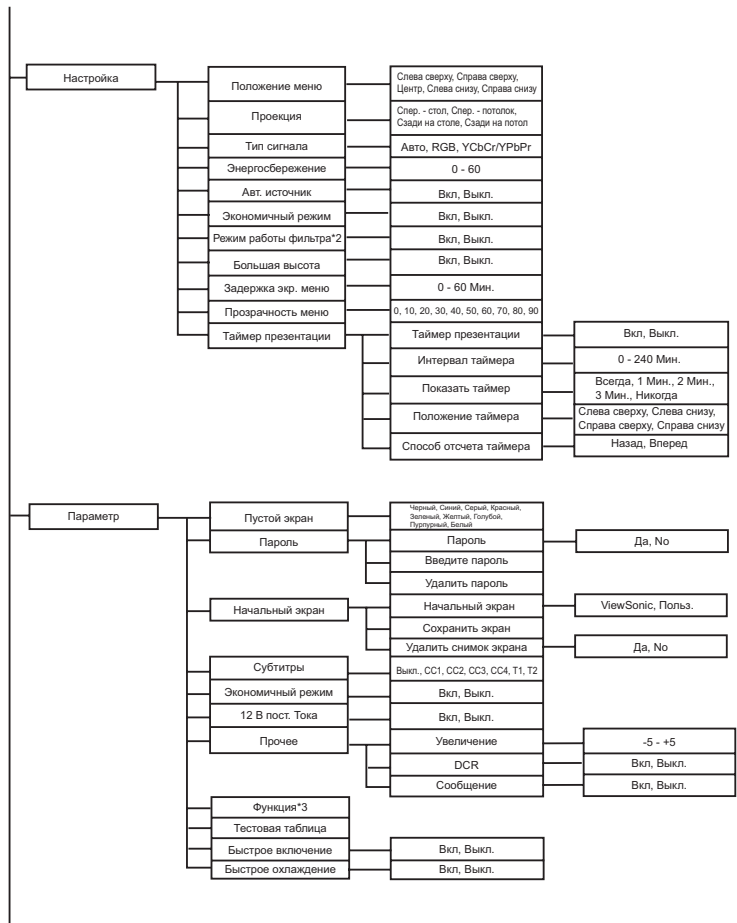 Настройка
Положение меню
Слева сверху, Справа сверху,
Центр, Слева снизу, Справа снизу
Проекция
Спер. - стол, Спер. - потолок,
Сзади на столе, Сзади на потол
Тип сигнала
Авто, RGB, YCbCr/YPbPr
Энергосбережение
0 - 60
Авт. источник
Вкл, Выкл.
Экономичный режим
Вкл, Выкл.
Режим работы фильтра*2
Вкл, Выкл.
Большая высота
Вкл, Выкл.
Задержка экр. меню
0 - 60 Мин.
Прозрачность меню
0, 10, 20, 30, 40, 50, 60, 70, 80, 90
Таймер презентации
Таймер презентации
Вкл, Выкл.
Интервал таймера
0 - 240 Мин.
Показать таймер
Всегда, 1 Мин., 2 Мин.,
3 Мин., Никогда
Положение таймера
Слева сверху, Слева снизу,
Справа сверху, Справа снизу
Способ отсчета таймера
Назад, Вперед
Параметр
Пустой экран
Черный, Синий, Серый, Красный,
Зеленый, Желтый, Голубой,
Пурпурный, Белый
Пароль
Пароль
Да, No
Введите пароль
Удалить пароль
Начальный экран
Начальный экран
ViewSonic, Польз.
Сохранить экран
Удалить снимок экрана
Да, No
Субтитры
Выкл., CC1, CC2, CC3, CC4, T1, T2
Экономичный режим
Вкл, Выкл.
12 В пост. Тока
Вкл, Выкл.
Прочее
Увеличение
-5 - +5
DCR
Вкл, Выкл.
Сообщение
Вкл, Выкл.
Функция*3
Тестовая таблица
Быстрое включение
Вкл, Выкл.
Быстрое охлаждение
Вкл, Выкл.